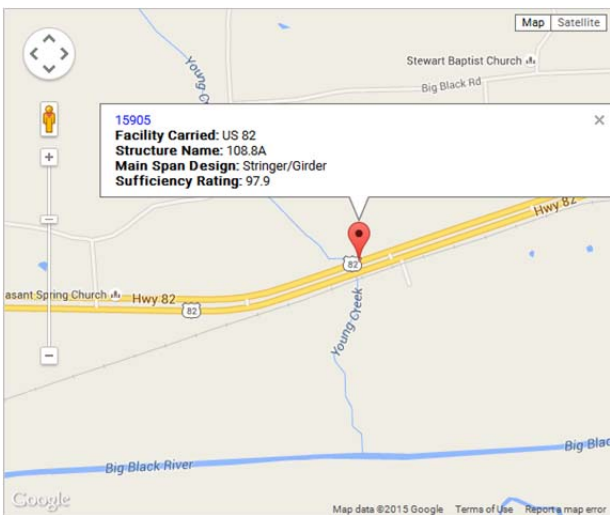 Map Satellite
Stewart Baptist Church
Big Black Rd
Young C
15905
Facility Carried: US 82
Structure Name: 108.8A
Main Span Design: Stringer/Girder
Sufficiency Rating: 97.9
Hwy 82
82
asant Spring Church
Hwy 82
82
Young Creek
Big Blac
Big Black River
Google
Map data ©2015 Google Terms of Use Report a map error